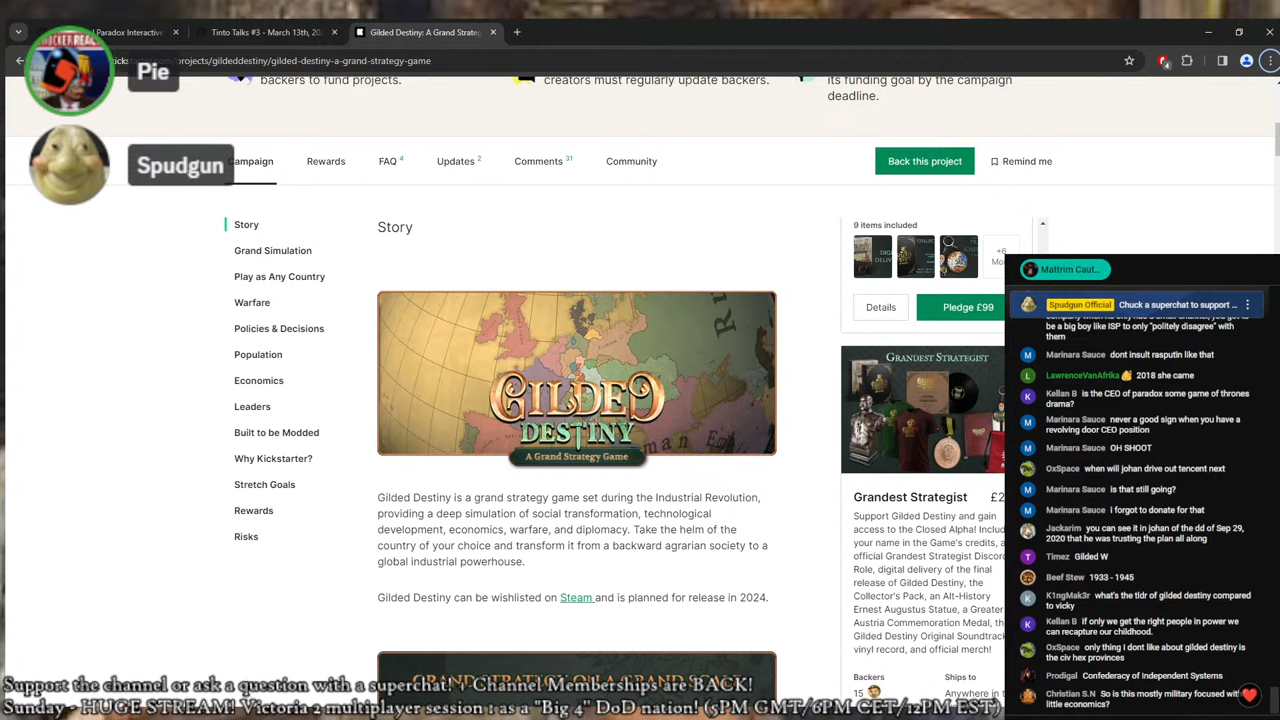 l Paradox Interactive
Tinto Talks #3 - March 13th, 20
Gilded Destiny: A Grand Strateg
/projects/gildeddestiny/gilded-destiny-a-grand-strategy-game
Pie
Spudgun
backers to fund projects.
creators must regularly update backers.
its funding goal by the campaign
deadline.
Campaign
Rewards
FAQ 4
Updates 2
Comments 31
Community
Back this project
Remind me
Story
Grand Simulation
Play as Any Country
Warfare
Policies & Decisions
Population
Economics
Leaders
Built to be Modded
Why Kickstarter?
Stretch Goals
Rewards
Risks
Story
GILDED
DESTINY
A Grand Strategy Game
Gilded Destiny is a grand strategy game set during the Industrial Revolution,
providing a deep simulation of social transformation, technological
development, economics, warfare, and diplomacy. Take the helm of the
country of your choice and transform it from a backward agrarian society to a
global industrial powerhouse.
Gilded Destiny can be wishlisted on Steam and is planned for release in 2024.
9 items included
+6
Details
Pledge £99
GRANDEST STRATEGIST
Grandest Strategist £2
Support Gilded Destiny and gain
access to the Closed Alpha! Includ
your name in the Game's credits, a
official Grandest Strategist Discor
Role, digital delivery of the final
release of Gilded Destiny, the
Collector's Pack, an Alt-History
Ernest Augustus Statue, a Greater
Austria Commemoration Medal, the
Gilded Destiny Original Soundtrack
vinyl record, and official merch!
Backers
15
Ships to
Anywhere in
Mattrim Caut...
Spudgun Official Chuck a superchat to support ...
be a big boy like ISP to only "politely disagree" with
them
Marinara Sauce dont insult rasputin like that
LawrenceVanAfrika 2018 she came
Kellan B is the CEO of paradox some game of thrones
drama?
Marinara Sauce never a good sign when you have a
revolving door CEO position
Marinara Sauce OH SHOOT
OxSpace when will johan drive out tencent next
Marinara Sauce is that still going?
Marinara Sauce i forgot to donate for that
Jackarim you can see it in johan of the dd of Sep 29,
2020 that he was trusting the plan all along
Timez Gilded W
Beef Stew 1933 - 1945
K1ngMak3r what's the tldr of gilded destiny compared
to vicky
Kellan B if only we get the right people in power we
can recapture our childhood.
OxSpace only thing I dont like about gilded destiny is
the civ hex provinces
Prodigal Confederacy of Independent Systems
Christian S.N So is this mostly military focused with
little economics?
Support the channel or ask a question with a superchat! + Channel Memberships are BACK!
Sunday - HUGE STREAM! Victoria 2 multiplayer session 1 as a "Big 4" DoD nation! (5PM GMT/6PM CET/12PM EST)